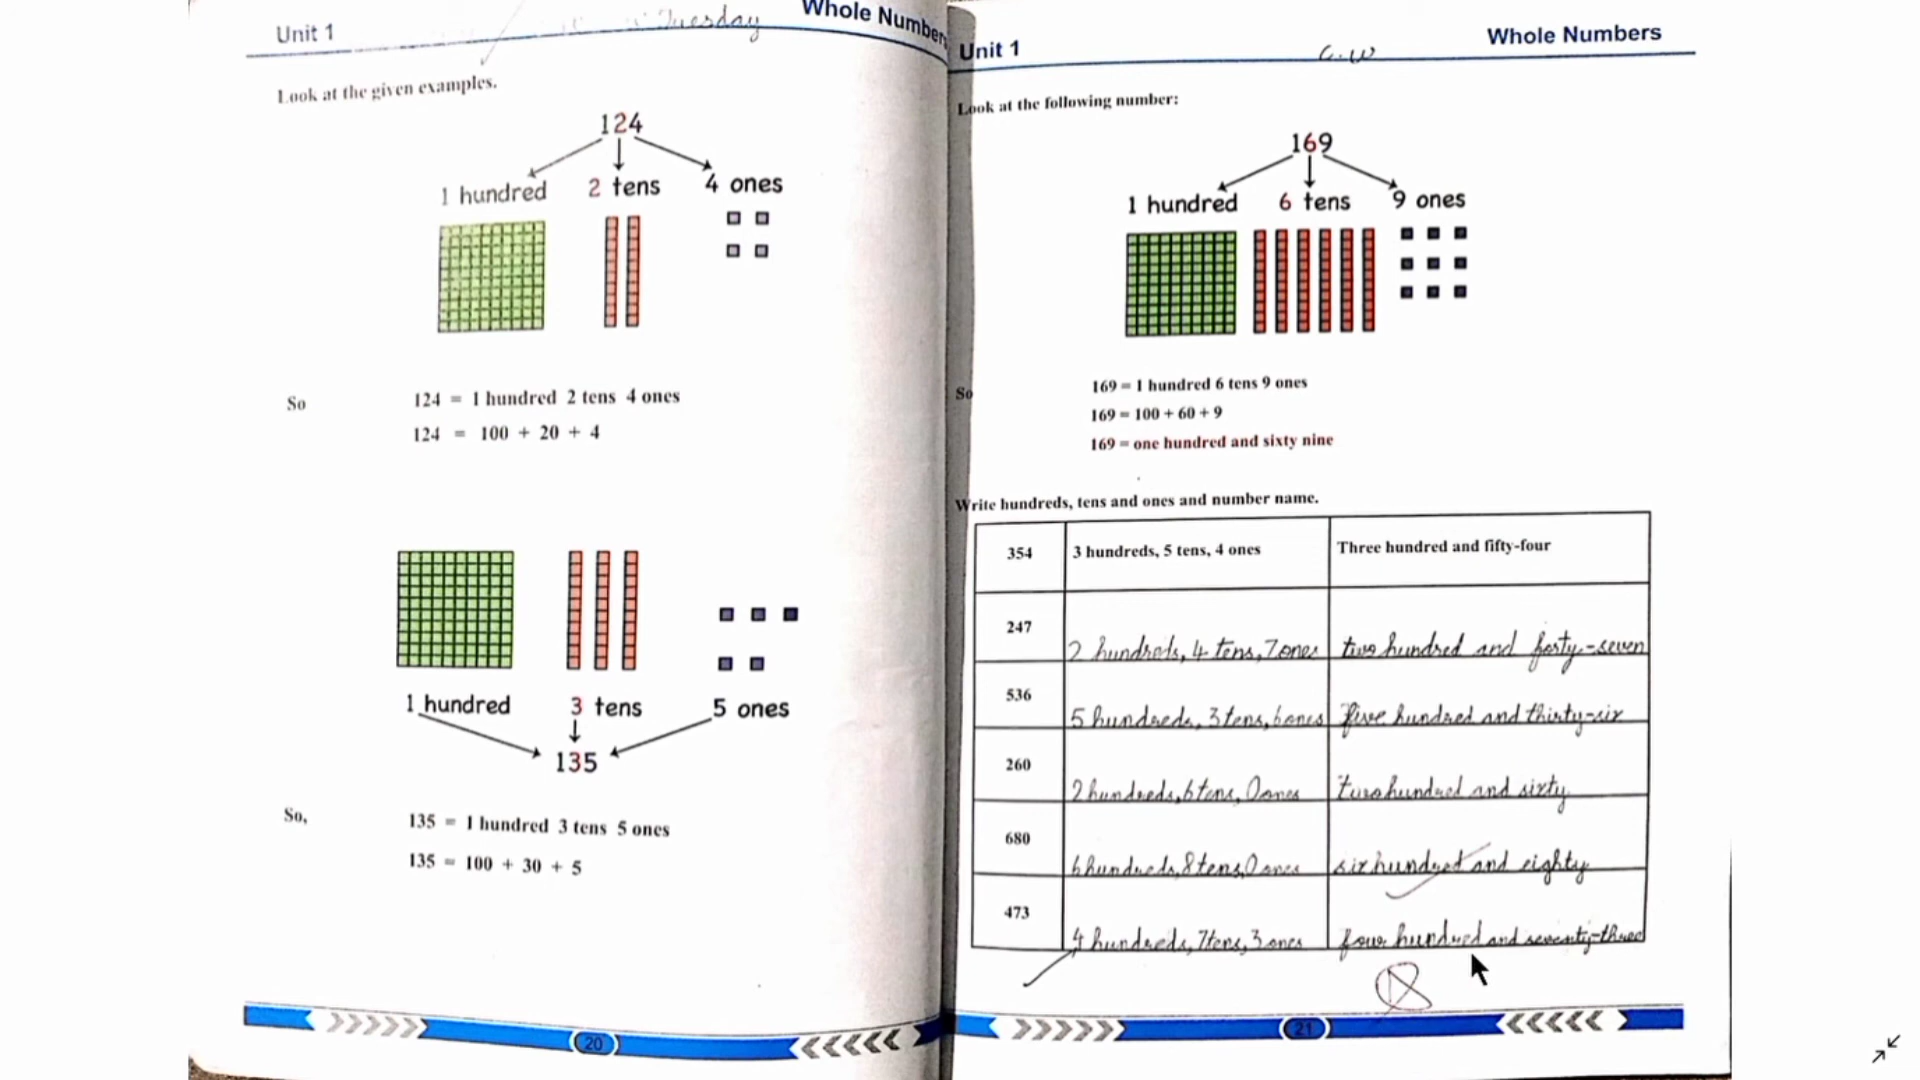 Unit 1
Tuesday
Whole Numbers
Look at the given examples.
124
1 hundred 2 tens 4 ones
So 124 = 1 hundred 2 tens 4 ones
124 = 100 + 20 + 4
1 hundred 3 tens 5 ones
135
So, 135 = 1 hundred 3 tens 5 ones
135 = 100 + 30 + 5
20
Unit 1
C.W
Whole Numbers
Look at the following number:
169
1 hundred 6 tens 9 ones
So 169 = 1 hundred 6 tens 9 ones
169 = 100 + 60 + 9
169 = one hundred and sixty nine
Write hundreds, tens and ones and number name.
354 3 hundreds, 5 tens, 4 ones Three hundred and fifty-four
247 2 hundreds, 4 tens, 7 ones two hundred and forty-seven
536 5 hundreds, 3 tens, 6 ones five hundred and thirty-six
260 2 hundreds, 6 tens, 0 ones two hundred and sixty
680 6 hundreds, 8 tens, 0 ones six hundred and eighty
473 4 hundreds, 7 tens, 3 ones four hundred and seventy-three
21